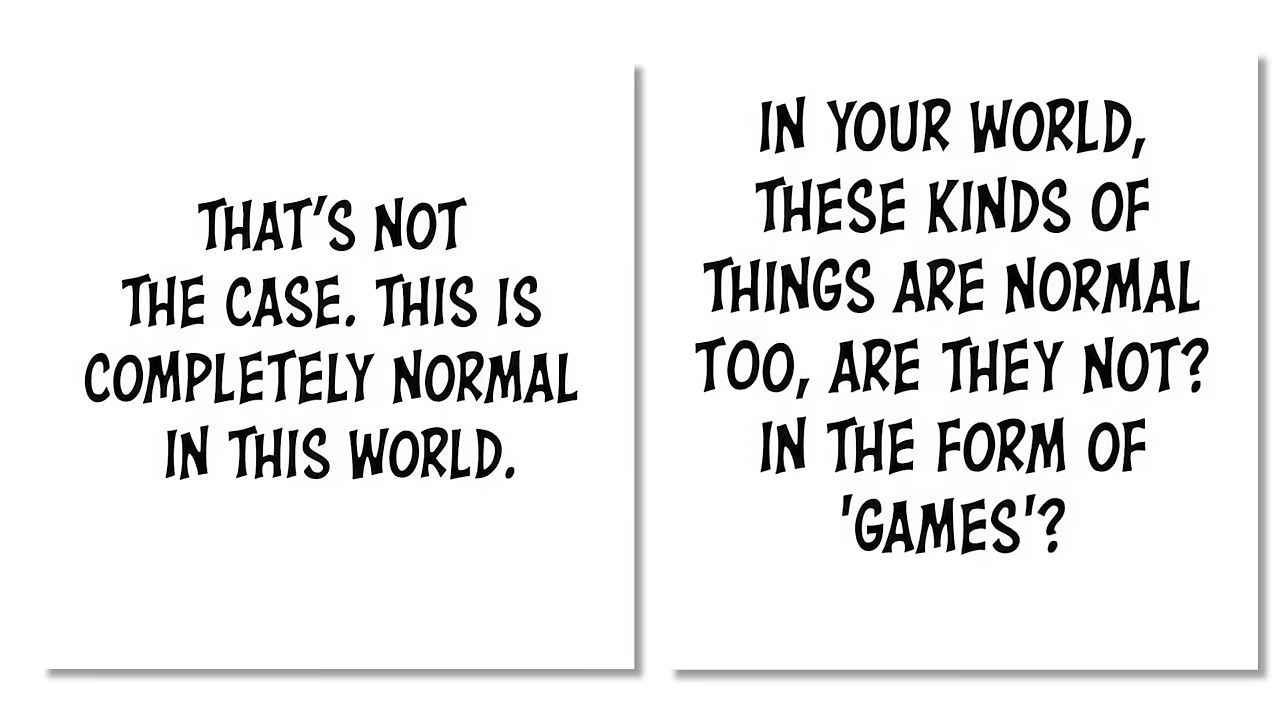 THAT'S NOT
THE CASE. THIS IS
COMPLETELY NORMAL
IN THIS WORLD.
IN YOUR WORLD,
THESE KINDS OF
THINGS ARE NORMAL
TOO, ARE THEY NOT?
IN THE FORM OF
'GAMES'?